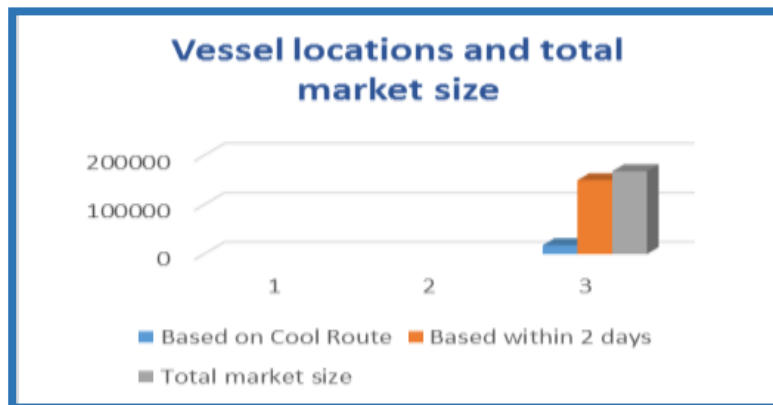 Vessel locations and total
market size
200000
100000
0
1 2 3
Based on Cool Route Based within 2 days
Total market size